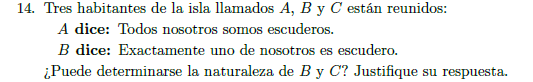 14. Tres habitantes de la isla llamados A, B y C están reunidos:
A dice: Todos nosotros somos escuderos.
B dice: Exactamente uno de nosotros es escudero.
¿Puede determinarse la naturaleza de B y C? Justifique su respuesta.